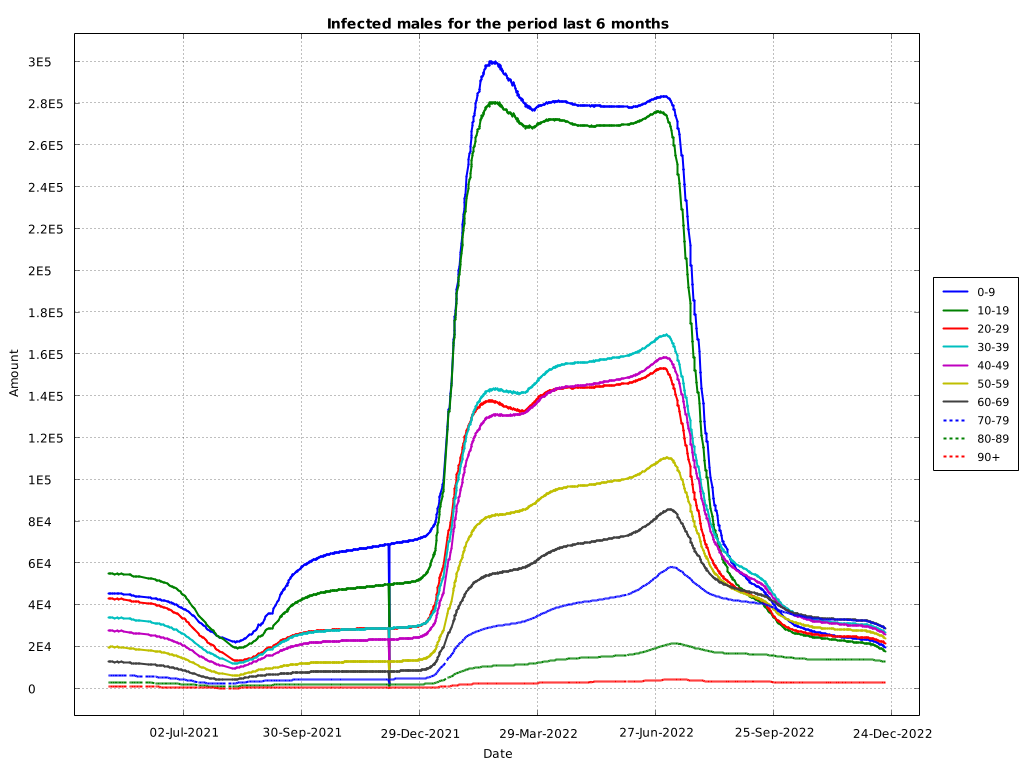 Infected males for the period last 6 months
3E5
2.8E5
2.6E5
2.4E5
2.2E5
2E5
1.8E5
1.6E5
1.4E5
1.2E5
1E5
8E4
6E4
4E4
2E4
0
Amount
02-Jul-2021 30-Sep-2021 29-Dec-2021 29-Mar-2022 27-Jun-2022 25-Sep-2022 24-Dec-2022
Date
0-9
10-19
20-29
30-39
40-49
50-59
60-69
70-79
80-89
90+